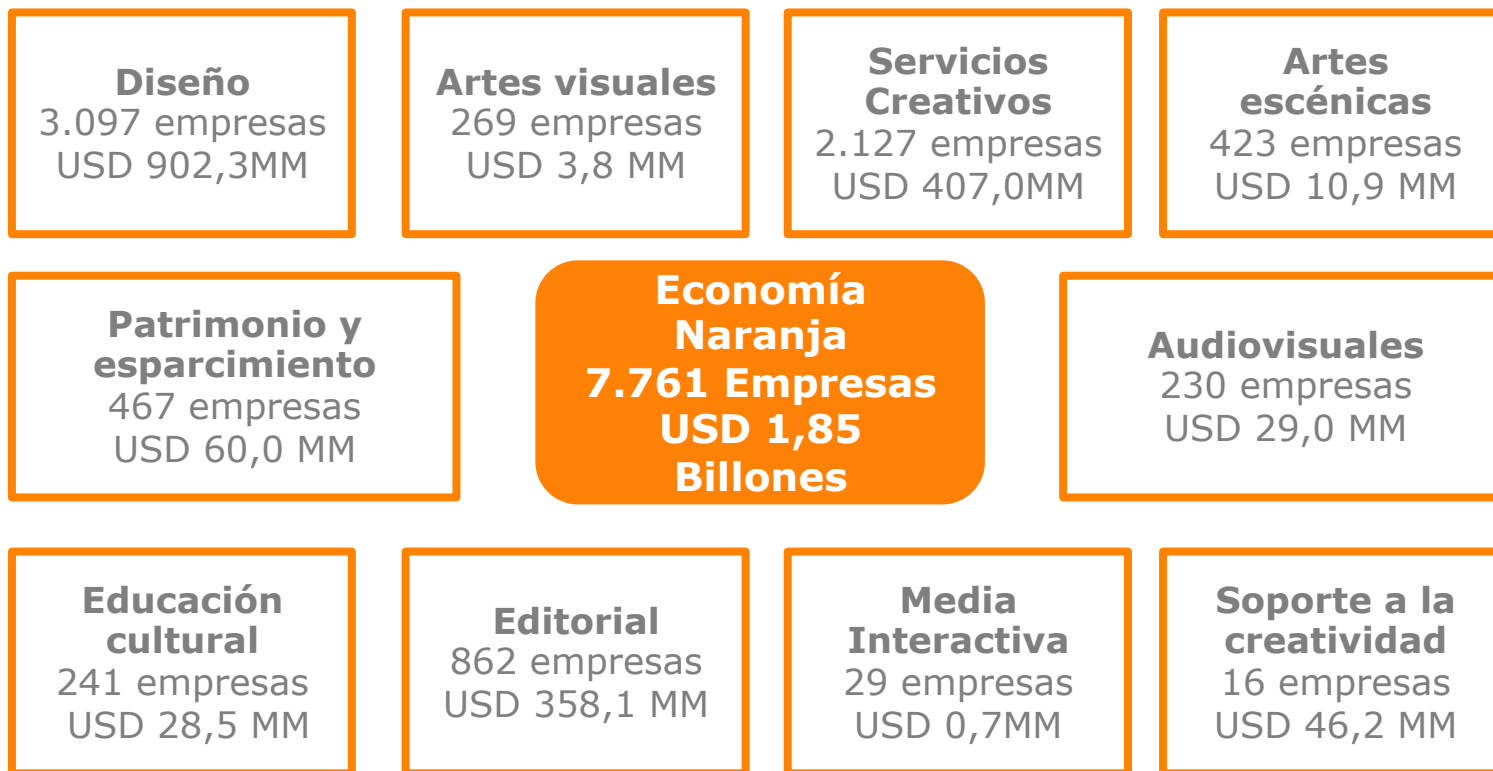 Diseño
3.097 empresas
USD 902,3MM
Artes visuales
269 empresas
USD 3,8 MM
Servicios
Creativos
2.127 empresas
USD 407,0MM
Artes
escénicas
423 empresas
USD 10,9 MM
Patrimonio y
esparcimiento
467 empresas
USD 60,0 MM
Economía
Naranja
7.761 Empresas
USD 1,85
Billones
Audiovisuales
230 empresas
USD 29,0 MM
Educación
cultural
241 empresas
USD 28,5 MM
Editorial
862 empresas
USD 358,1 MM
Media
Interactiva
29 empresas
USD 0,7MM
Soporte a la
creatividad
16 empresas
USD 46,2 MM